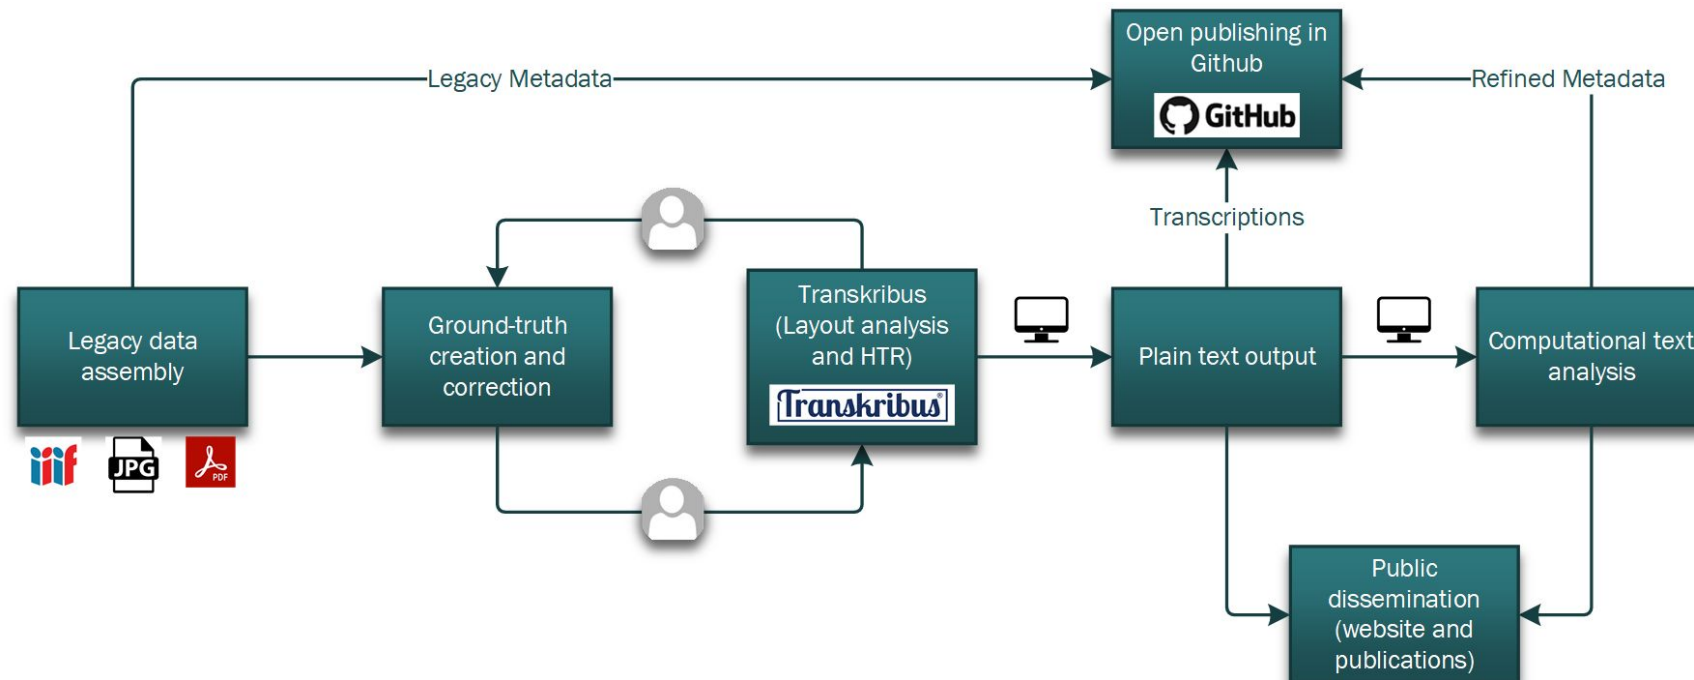 Open publishing in
Github
GitHub
Legacy Metadata
Refined Metadata
Transcriptions
Legacy data
assembly
iiif
JPG
PDF
Ground-truth
creation and
correction
Transkribus
(Layout analysis
and HTR)
Transkribus®
Plain text output
Computational text
analysis
Public
dissemination
(website and
publications)